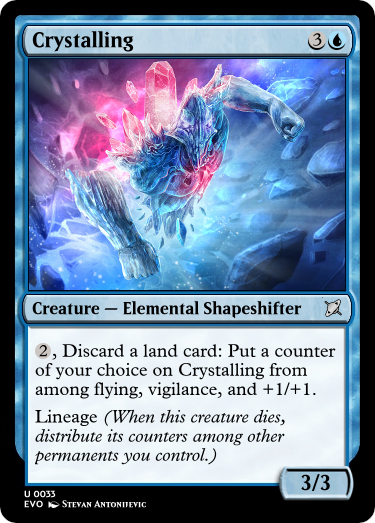 Crystalling 3
Creature — Elemental Shapeshifter
2, Discard a land card: Put a counter
of your choice on Crystalling from
among flying, vigilance, and +1/+1.
Lineage (When this creature dies,
distribute its counters among other
permanents you control.)
3/3
U 0033
EVO Stevan Antonijevic